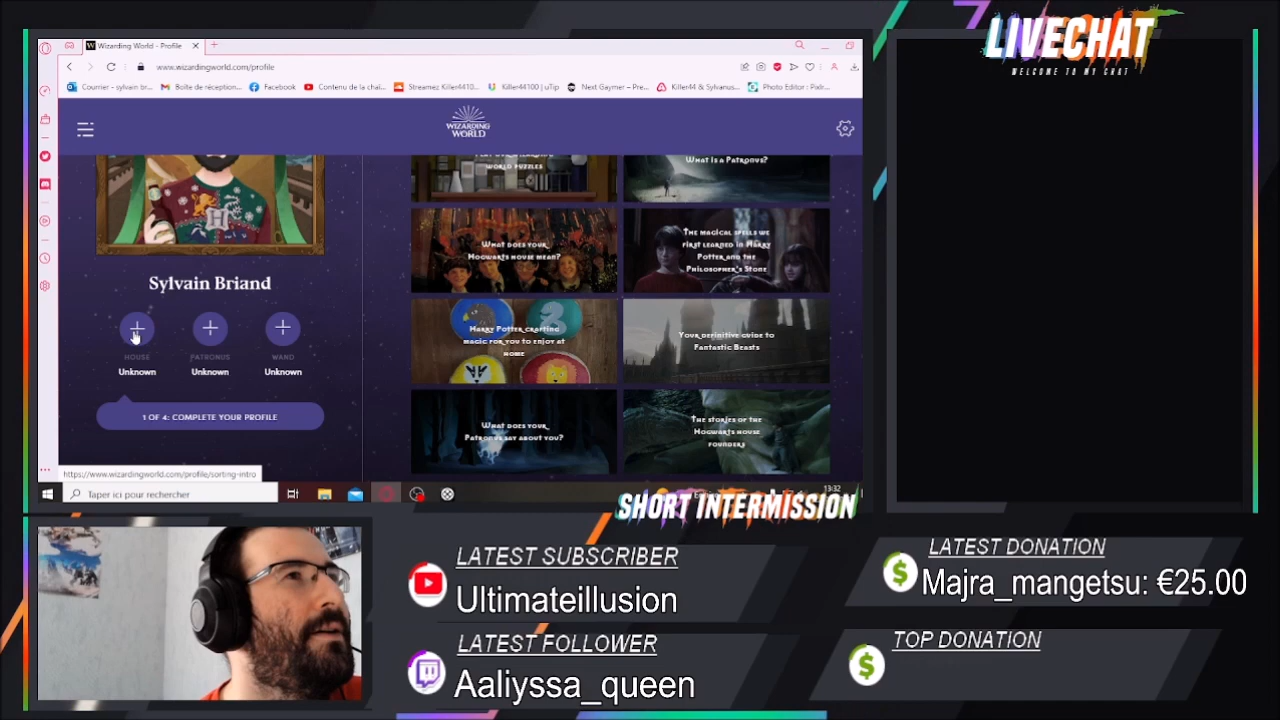 LIVECHAT
WELCOME TO MY CHAT
Wizarding World - Profile
www.wizardingworld.com/profile
Courrier - sylvain br...
Boîte de réception...
Facebook
Contenu de la chaî...
Streamez Killer4410...
Killer44100 | uTip
Next Gaymer – Pre...
Killer44 & Sylvanus...
Photo Editor : Pixlr...
WIZARDING WORLD
world puzzles
What is a Patronus?
What does your
Hogwarts house mean?
The magical spells we
first learned in Harry
Potter and the
Philosopher's Stone
Sylvain Briand
HOUSE
PATRONUS
WAND
Unknown
Unknown
Unknown
Harry Potter crafting
magic for you to enjoy at
home
Your definitive guide to
Fantastic Beasts
1 OF 4: COMPLETE YOUR PROFILE
What does your
Patronus say about you?
The stories of the
Hogwarts house
founders
https://www.wizardingworld.com/profile/sorting-intro
Taper ici pour rechercher
13:32
SHORT INTERMISSION
LATEST SUBSCRIBER
Ultimateillusion
LATEST FOLLOWER
Aaliyssa_queen
LATEST DONATION
Majra_mangetsu: €25.00
TOP DONATION